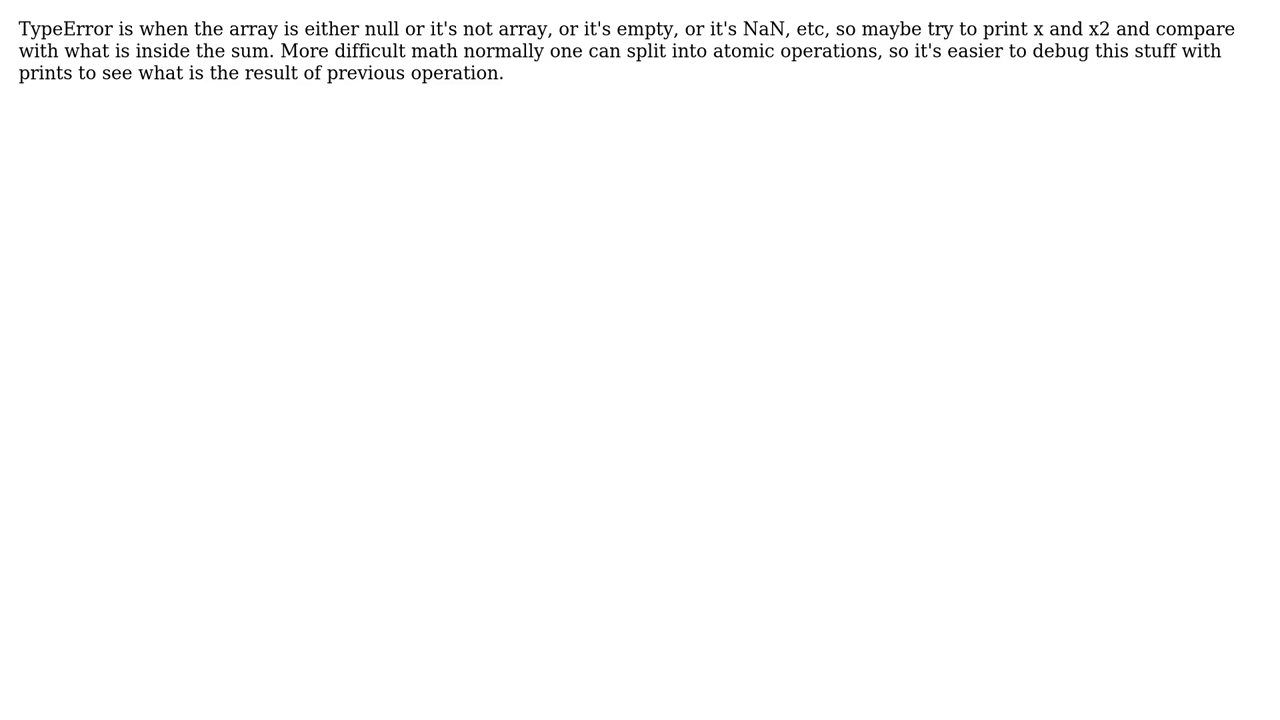 TypeError is when the array is either null or it's not array, or it's empty, or it's NaN, etc, so maybe try to print x and x2 and compare
with what is inside the sum. More difficult math normally one can split into atomic operations, so it's easier to debug this stuff with
prints to see what is the result of previous operation.